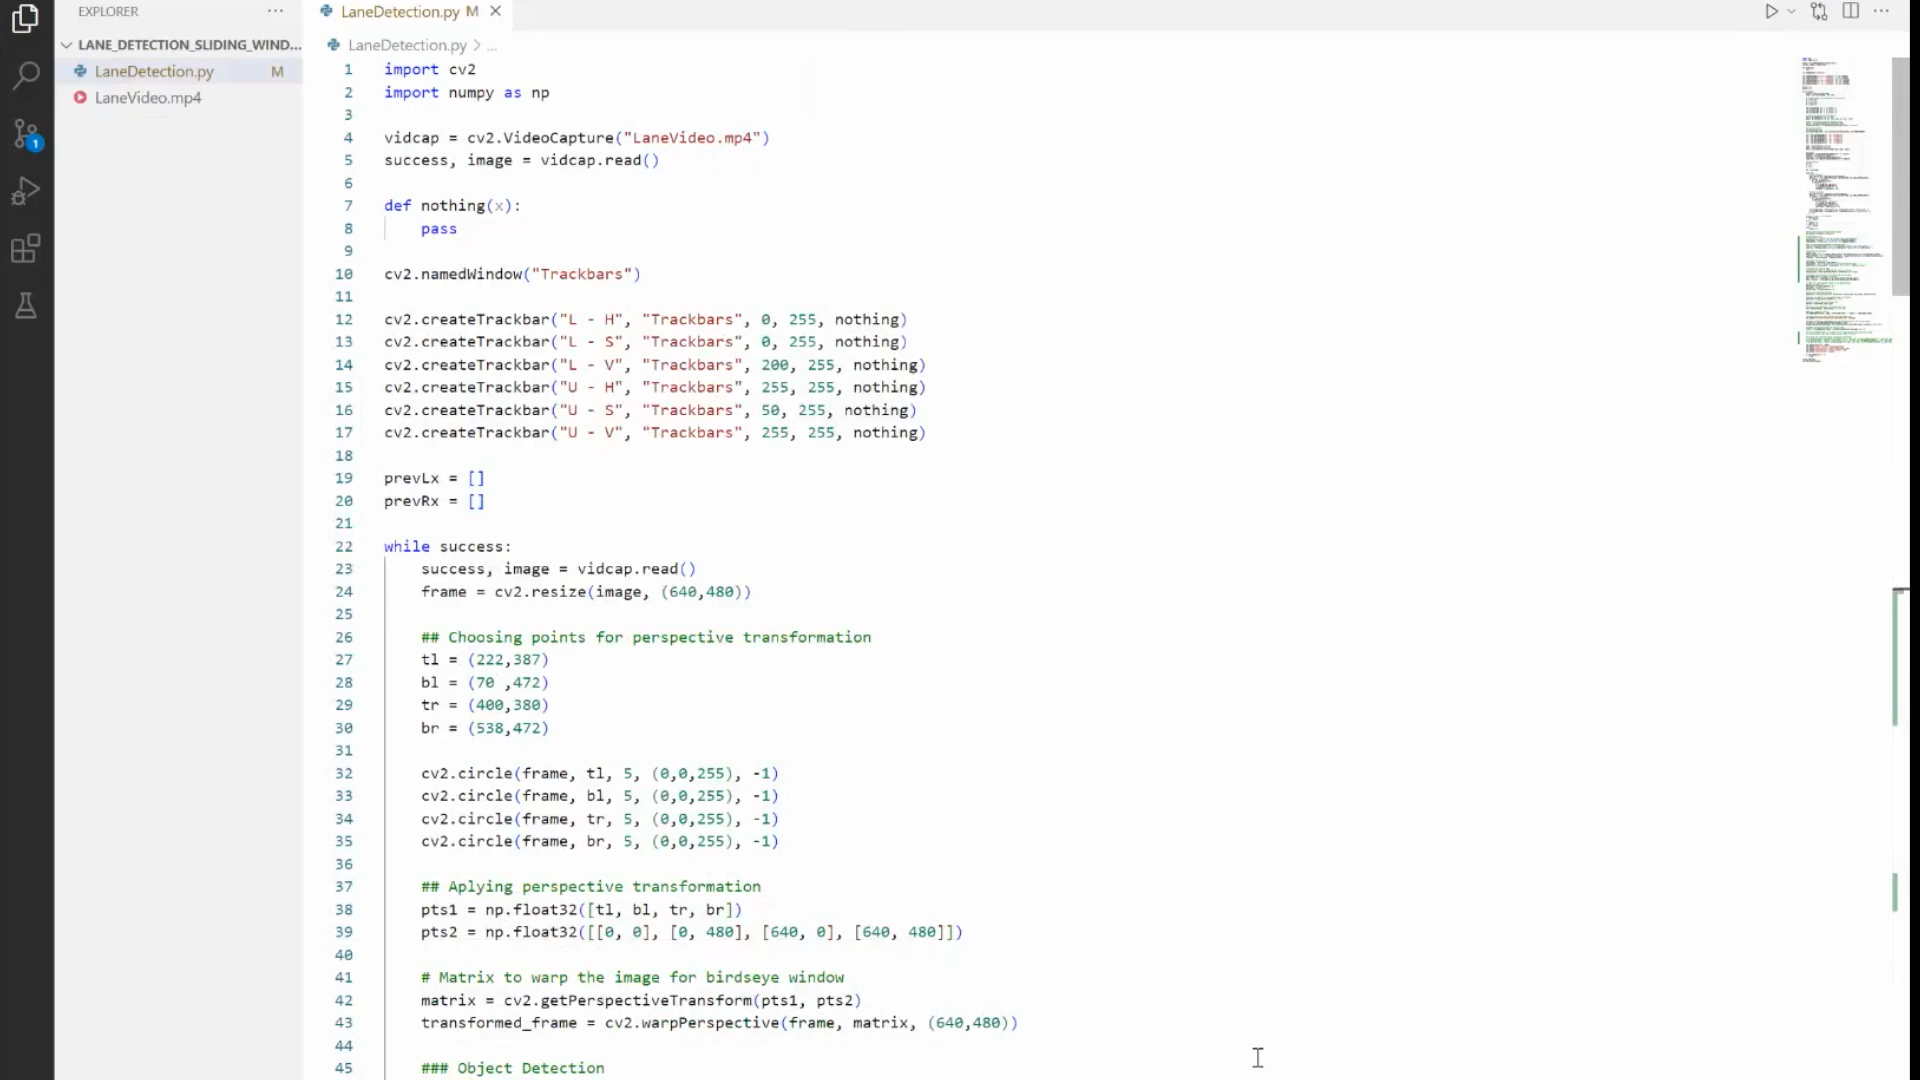 EXPLORER ...
LANE_DETECTION_SLIDING_WIND...
LaneDetection.py M
LaneVideo.mp4
1
LaneDetection.py M
LaneDetection.py > ...
1 import cv2
2 import numpy as np
3
4 vidcap = cv2.VideoCapture("LaneVideo.mp4")
5 success, image = vidcap.read()
6
7 def nothing(x):
8     pass
9
10 cv2.namedWindow("Trackbars")
11
12 cv2.createTrackbar("L - H", "Trackbars", 0, 255, nothing)
13 cv2.createTrackbar("L - S", "Trackbars", 0, 255, nothing)
14 cv2.createTrackbar("L - V", "Trackbars", 200, 255, nothing)
15 cv2.createTrackbar("U - H", "Trackbars", 255, 255, nothing)
16 cv2.createTrackbar("U - S", "Trackbars", 50, 255, nothing)
17 cv2.createTrackbar("U - V", "Trackbars", 255, 255, nothing)
18
19 prevLx = []
20 prevRx = []
21
22 while success:
23     success, image = vidcap.read()
24     frame = cv2.resize(image, (640,480))
25
26     ## Choosing points for perspective transformation
27     tl = (222,387)
28     bl = (70 ,472)
29     tr = (400,380)
30     br = (538,472)
31
32     cv2.circle(frame, tl, 5, (0,0,255), -1)
33     cv2.circle(frame, bl, 5, (0,0,255), -1)
34     cv2.circle(frame, tr, 5, (0,0,255), -1)
35     cv2.circle(frame, br, 5, (0,0,255), -1)
36
37     ## Aplying perspective transformation
38     pts1 = np.float32([tl, bl, tr, br])
39     pts2 = np.float32([[0, 0], [0, 480], [640, 0], [640, 480]])
40
41     # Matrix to warp the image for birdseye window
42     matrix = cv2.getPerspectiveTransform(pts1, pts2)
43     transformed_frame = cv2.warpPerspective(frame, matrix, (640,480))
44
45     ### Object Detection